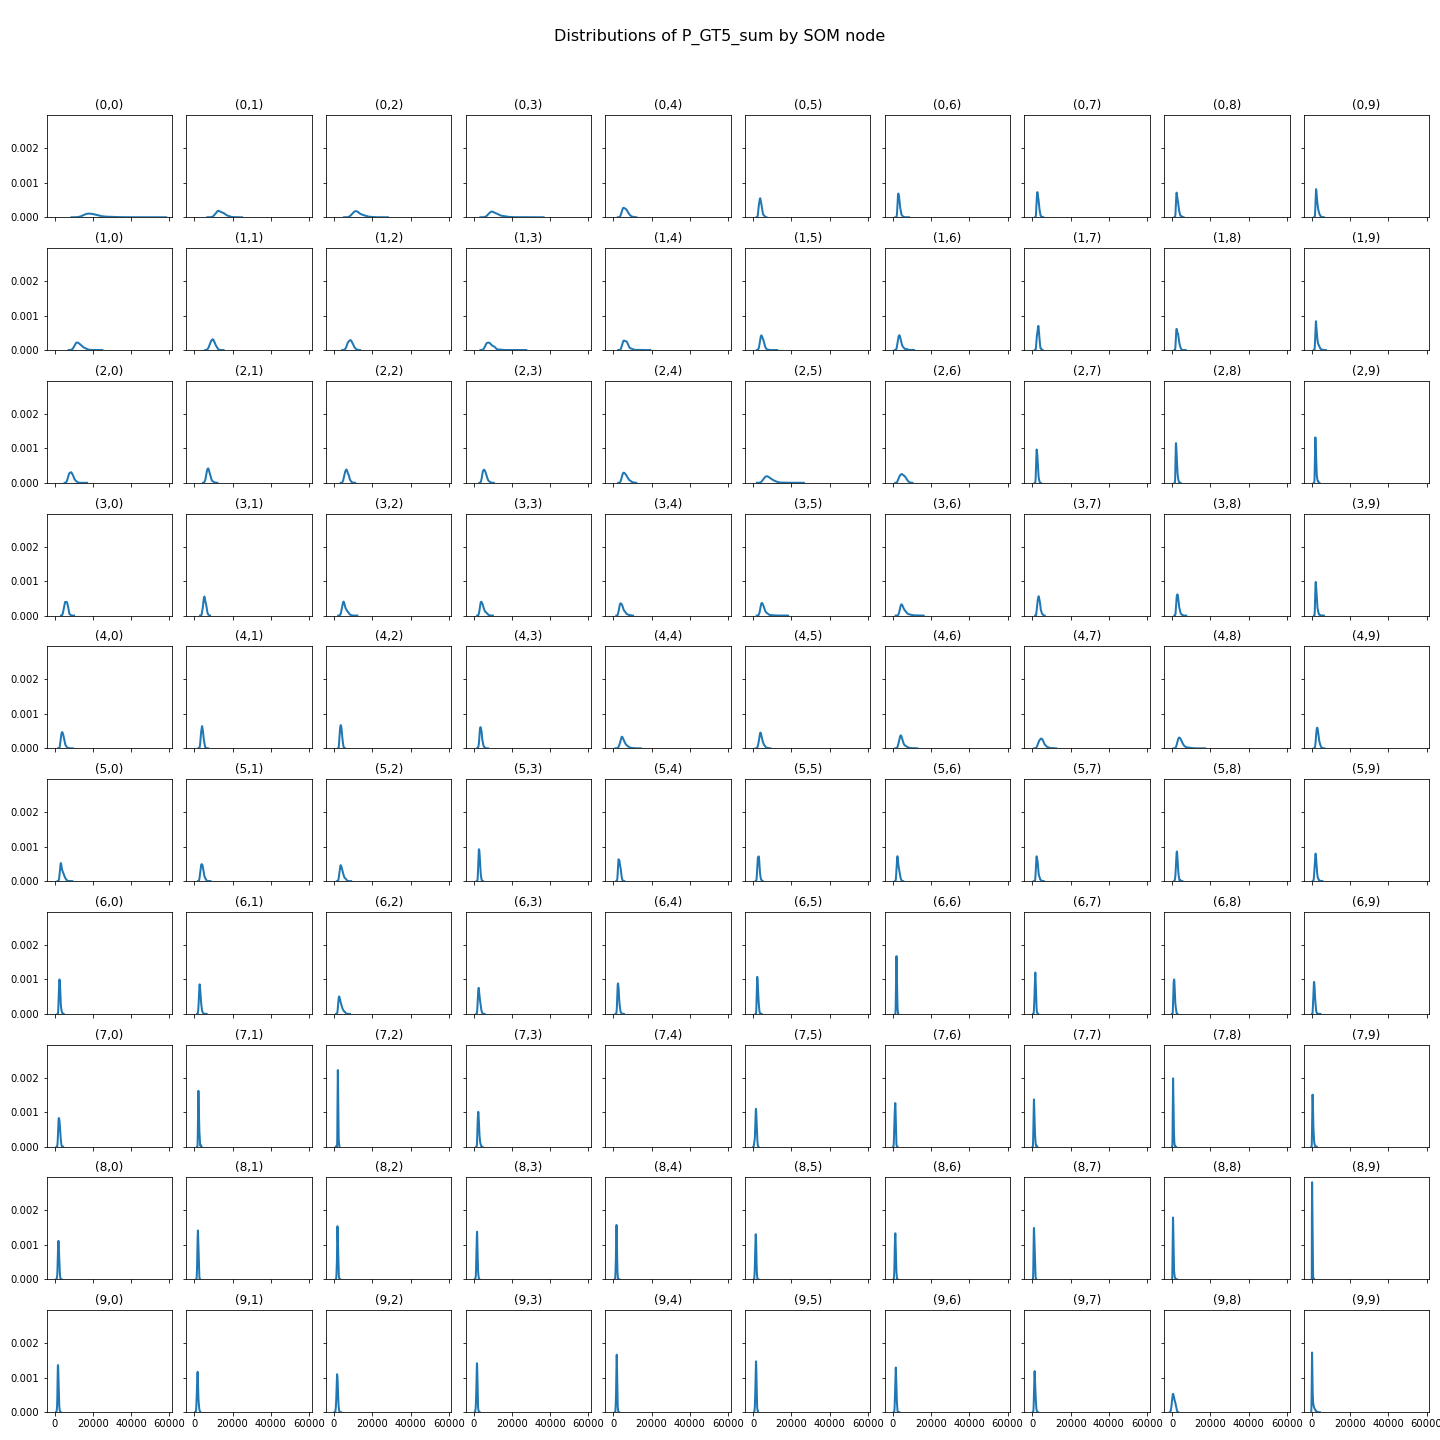 Distributions of P_GT5_sum by SOM node
(0,0) (0,1) (0,2) (0,3) (0,4) (0,5) (0,6) (0,7) (0,8) (0,9)
0.002
0.001
0.000
(1,0) (1,1) (1,2) (1,3) (1,4) (1,5) (1,6) (1,7) (1,8) (1,9)
0.002
0.001
0.000
(2,0) (2,1) (2,2) (2,3) (2,4) (2,5) (2,6) (2,7) (2,8) (2,9)
0.002
0.001
0.000
(3,0) (3,1) (3,2) (3,3) (3,4) (3,5) (3,6) (3,7) (3,8) (3,9)
0.002
0.001
0.000
(4,0) (4,1) (4,2) (4,3) (4,4) (4,5) (4,6) (4,7) (4,8) (4,9)
0.002
0.001
0.000
(5,0) (5,1) (5,2) (5,3) (5,4) (5,5) (5,6) (5,7) (5,8) (5,9)
0.002
0.001
0.000
(6,0) (6,1) (6,2) (6,3) (6,4) (6,5) (6,6) (6,7) (6,8) (6,9)
0.002
0.001
0.000
(7,0) (7,1) (7,2) (7,3) (7,4) (7,5) (7,6) (7,7) (7,8) (7,9)
0.002
0.001
0.000
(8,0) (8,1) (8,2) (8,3) (8,4) (8,5) (8,6) (8,7) (8,8) (8,9)
0.002
0.001
0.000
(9,0) (9,1) (9,2) (9,3) (9,4) (9,5) (9,6) (9,7) (9,8) (9,9)
0.002
0.001
0.000
0 20000 40000 60000 0 20000 40000 60000 0 20000 40000 60000 0 20000 40000 60000 0 20000 40000 60000 0 20000 40000 60000 0 20000 40000 60000 0 20000 40000 60000 0 20000 40000 60000 0 20000 40000 60000